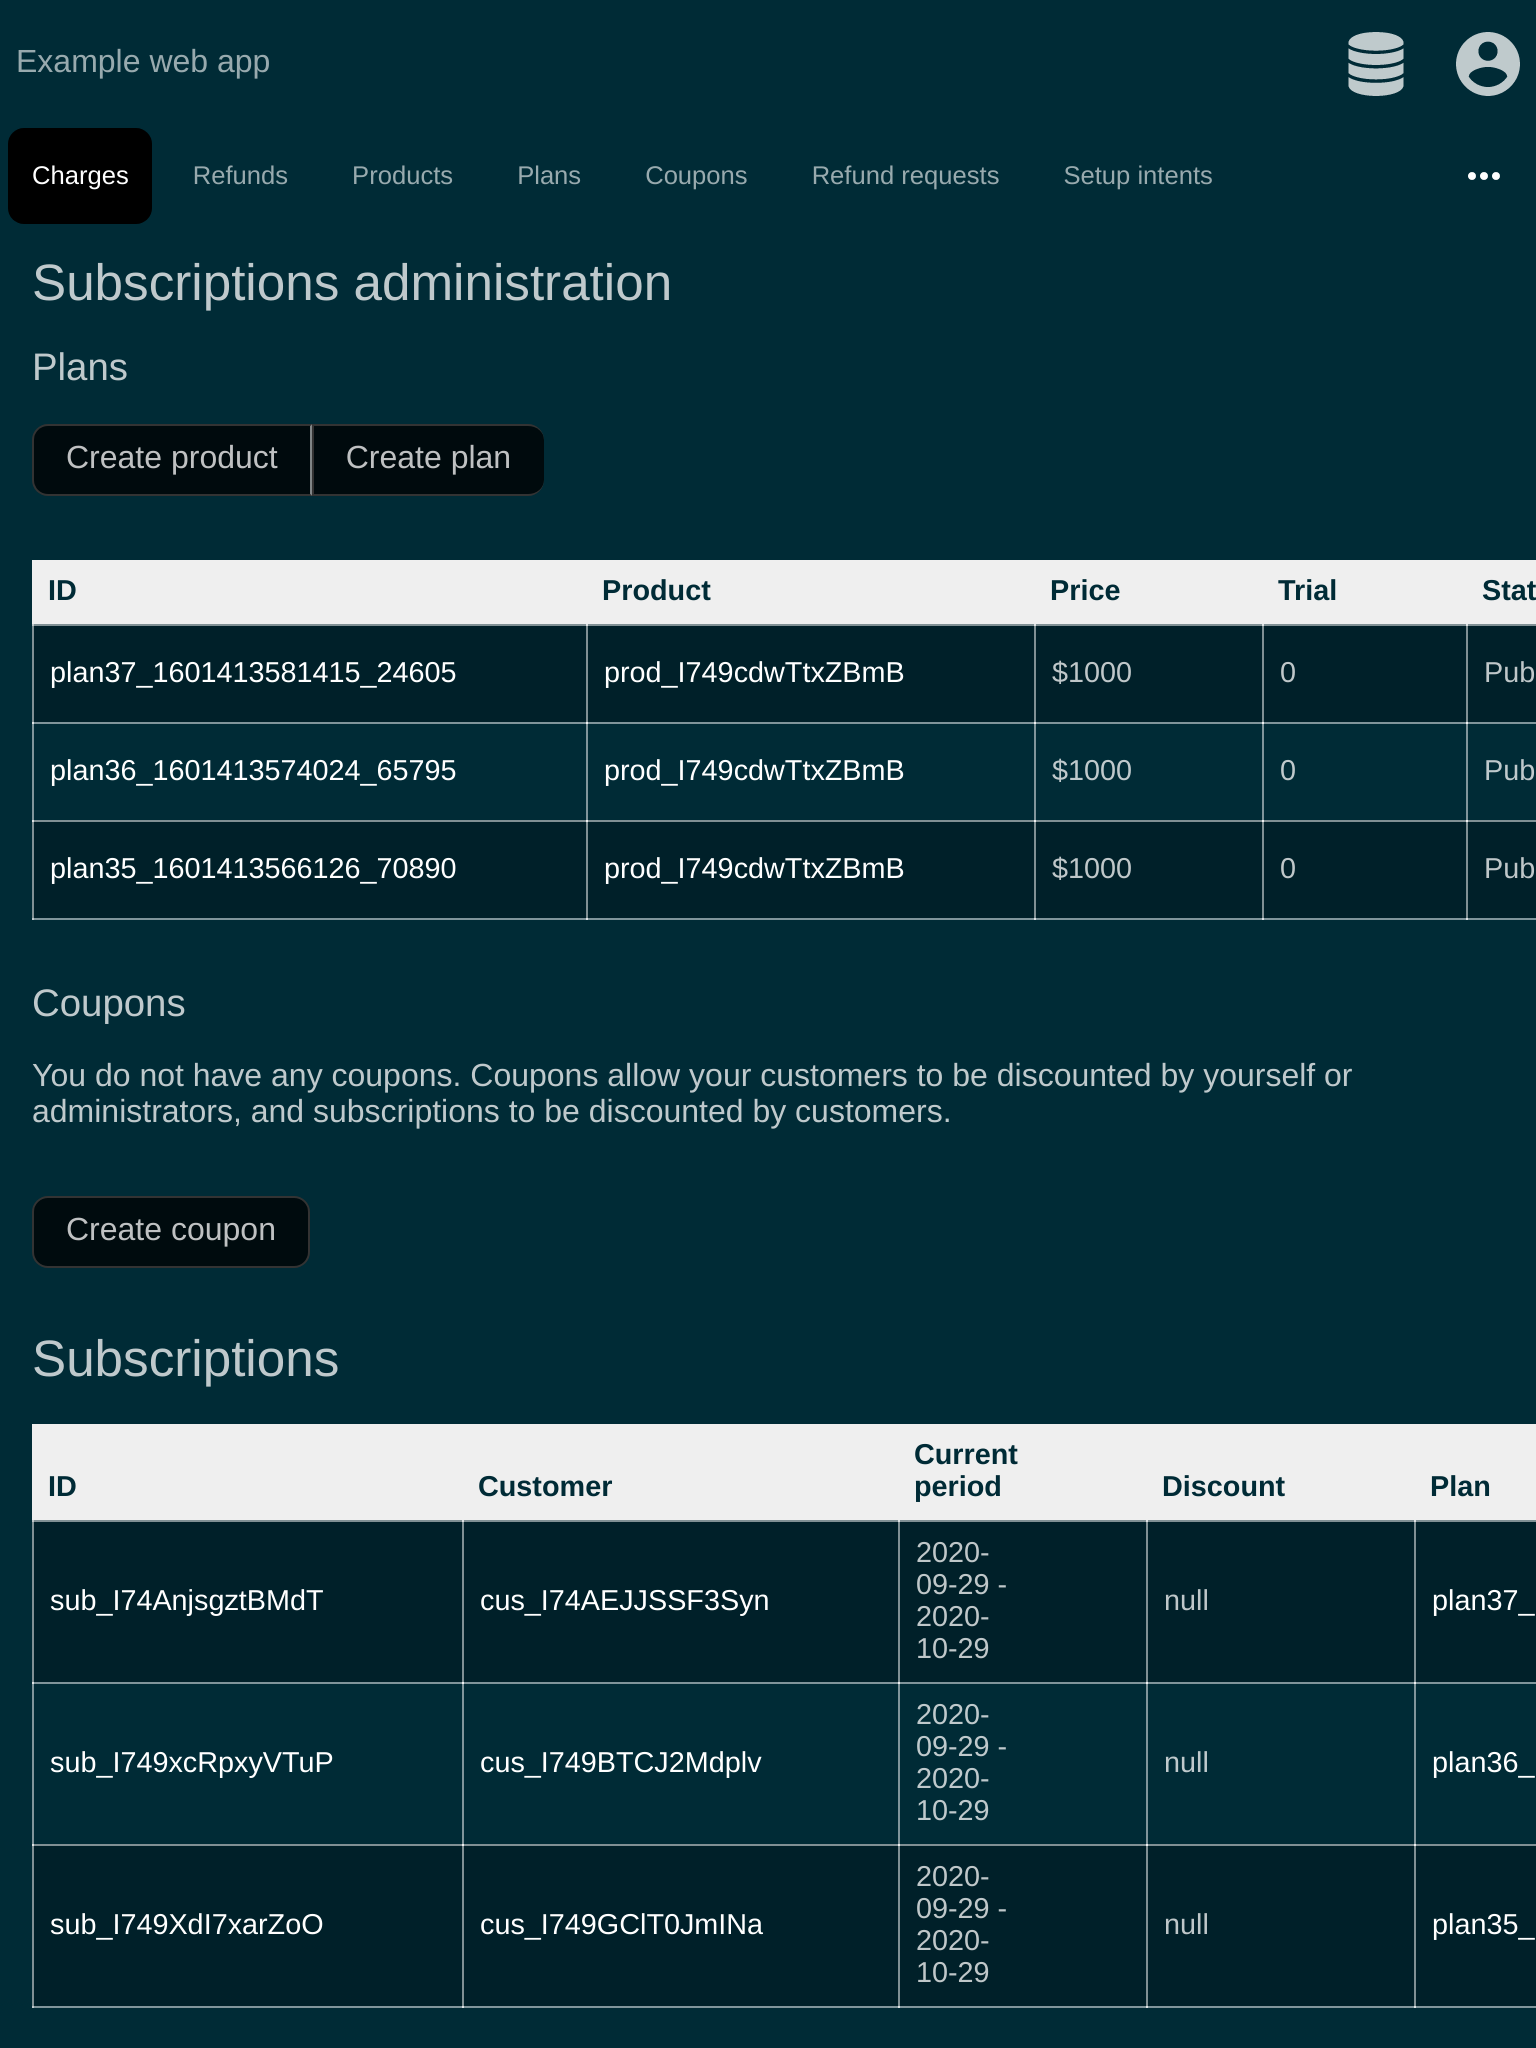 Example web app
Charges Refunds Products Plans Coupons Refund requests Setup intents
Subscriptions administration
Plans
Create product Create plan
ID Product Price Trial Stat
plan37_1601413581415_24605 prod_I749cdwTtxZBmB $1000 0 Pub
plan36_1601413574024_65795 prod_I749cdwTtxZBmB $1000 0 Pub
plan35_1601413566126_70890 prod_I749cdwTtxZBmB $1000 0 Pub
Coupons
You do not have any coupons. Coupons allow your customers to be discounted by yourself or
administrators, and subscriptions to be discounted by customers.
Create coupon
Subscriptions
Current
ID Customer period Discount Plan
2020-
09-29 -
sub_I74AnjsgztBMdT cus_I74AEJJSSF3Syn null plan37_
2020-
10-29
2020-
09-29 -
sub_I749xcRpxyVTuP cus_I749BTCJ2Mdplv null plan36_
2020-
10-29
2020-
09-29 -
sub_I749XdI7xarZoO cus_I749GClT0JmINa null plan35_
2020-
10-29